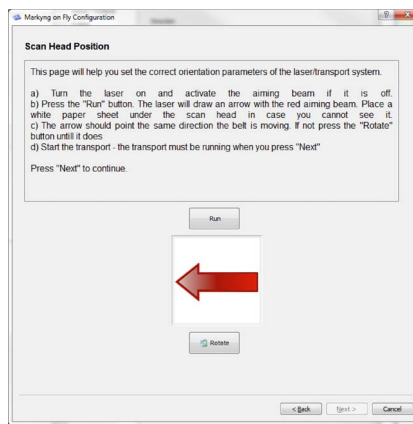 Markyng on Fly Configuration
Scan Head Position
This page will help you set the correct orientation parameters of the laser/transport system.
a) Turn the laser on and activate the aiming beam if it is off.
b) Press the "Run" button. The laser will draw an arrow with the red aiming beam. Place a
white paper sheet under the scan head in case you cannot see it.
c) The arrow should point the same direction the belt is moving. If not press the "Rotate"
button untill it does
d) Start the transport - the transport must be running when you press "Next"
Press "Next" to continue.
Run
Rotate
< Back Next > Cancel